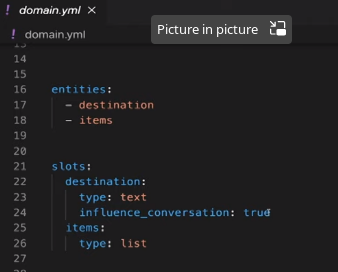 ! domain.yml ×
! domain.yml
Picture in picture
13
14
15
16 entities:
17 - destination
18 - items
19
20
21 slots:
22 destination:
23 type: text
24 influence_conversation: true
25 items:
26 type: list
27
28